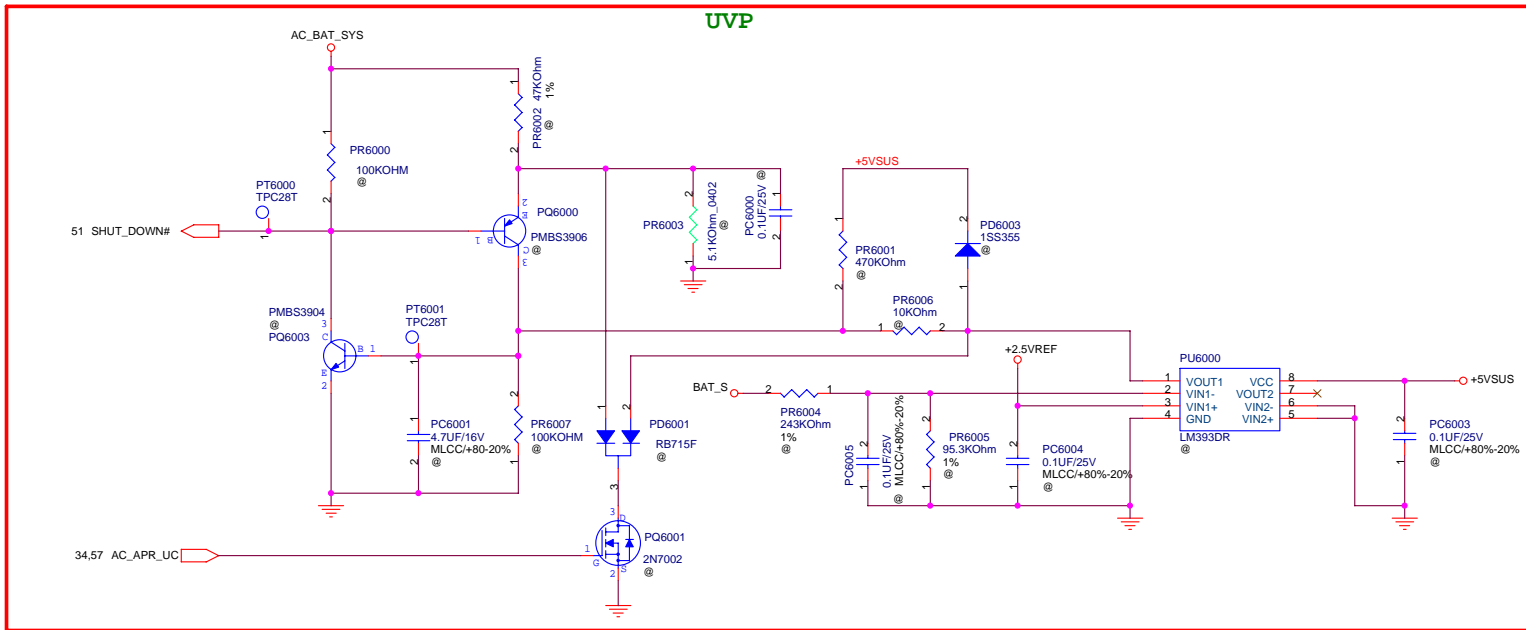 UVP
AC_BAT_SYS
1
PR6002 47KOhm
1%
@
2
1
PR6000
100KOHM
@
2
PT6000
TPC28T
1
51 SHUT_DOWN#
2
E
PQ6000
1 B
PMBS3906
C
@
3
PR6003
2
5.1KOhm_0402
@
1
PC6000
0.1UF/25V
@
1
2
+5VSUS
1
PR6001
470KOhm
@
2
2
PD6003
1SS355
@
1
PR6006
10KOhm
1 @ 2
PMBS3904
@
PQ6003
3
C
B 1
E
2
PT6001
TPC28T
1
1
PC6001
4.7UF/16V
MLCC/+80-20%
@
2
2
PR6007
100KOHM
@
1
1
2
PD6001
RB715F
@
3
BAT_S
2 1
PR6004
243KOhm
1%
@
2
PC6005
0.1UF/25V
MLCC/+80%-20%
@
1
2
PR6005
95.3KOhm
1%
@
1
+2.5VREF
2
PC6004
0.1UF/25V
MLCC/+80%-20%
@
1
PU6000
1 VOUT1 VCC 8
2 VIN1- VOUT2 7
3 VIN1+ VIN2- 6
4 GND VIN2+ 5
LM393DR
@
+5VSUS
2
PC6003
0.1UF/25V
MLCC/+80%-20%
@
1
34,57 AC_APR_UC
3 D
PQ6001
1
G
2N7002
2 S
@